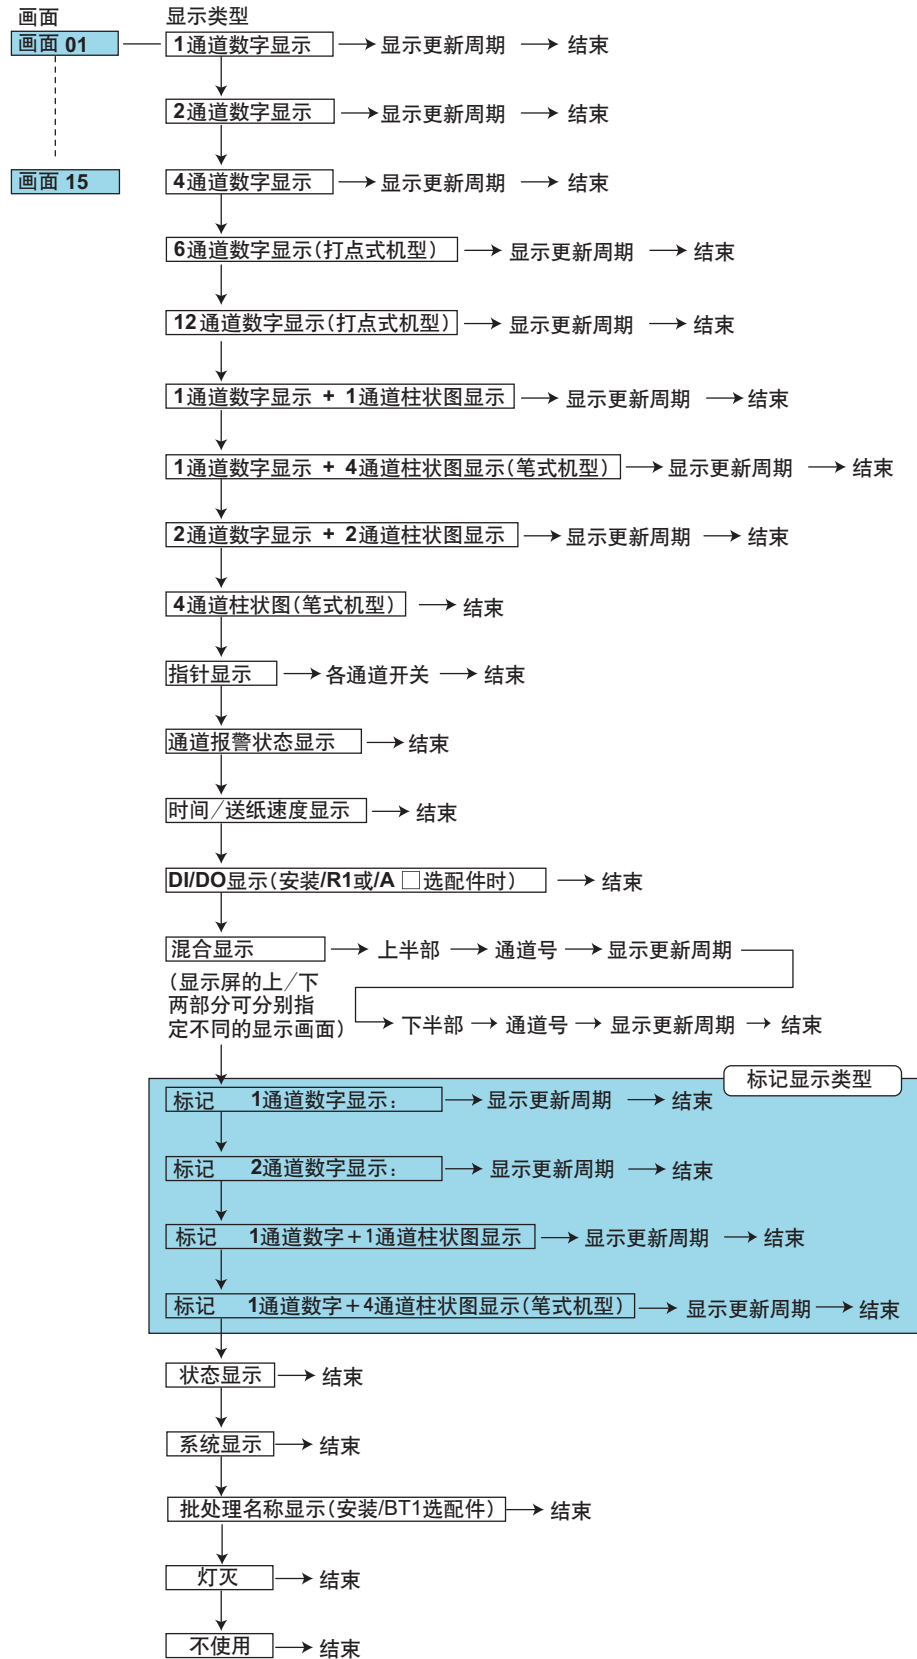 画面 显示类型
画面 01 1通道数字显示 显示更新周期 结束
2通道数字显示 显示更新周期 结束
画面 15 4通道数字显示 显示更新周期 结束
6通道数字显示(打点式机型) 显示更新周期 结束
12通道数字显示(打点式机型) 显示更新周期 结束
1通道数字显示 + 1通道柱状图显示 显示更新周期 结束
1通道数字显示 + 4通道柱状图显示(笔式机型) 显示更新周期 结束
2通道数字显示 + 2通道柱状图显示 显示更新周期 结束
4通道柱状图(笔式机型) 结束
指针显示 各通道开关 结束
通道报警状态显示 结束
时间/送纸速度显示 结束
DI/DO显示(安装/R1或/A □选配件时) 结束
混合显示 上半部 通道号 显示更新周期
(显示屏的上/下
两部分可分别指
定不同的显示画面) 下半部 通道号 显示更新周期 结束
标记显示类型
标记 1通道数字显示: 显示更新周期 结束
标记 2通道数字显示: 显示更新周期 结束
标记 1通道数字+1通道柱状图显示 显示更新周期 结束
标记 1通道数字+4通道柱状图显示(笔式机型) 显示更新周期 结束
状态显示 结束
系统显示 结束
批处理名称显示(安装/BT1选配件) 结束
灯灭 结束
不使用 结束